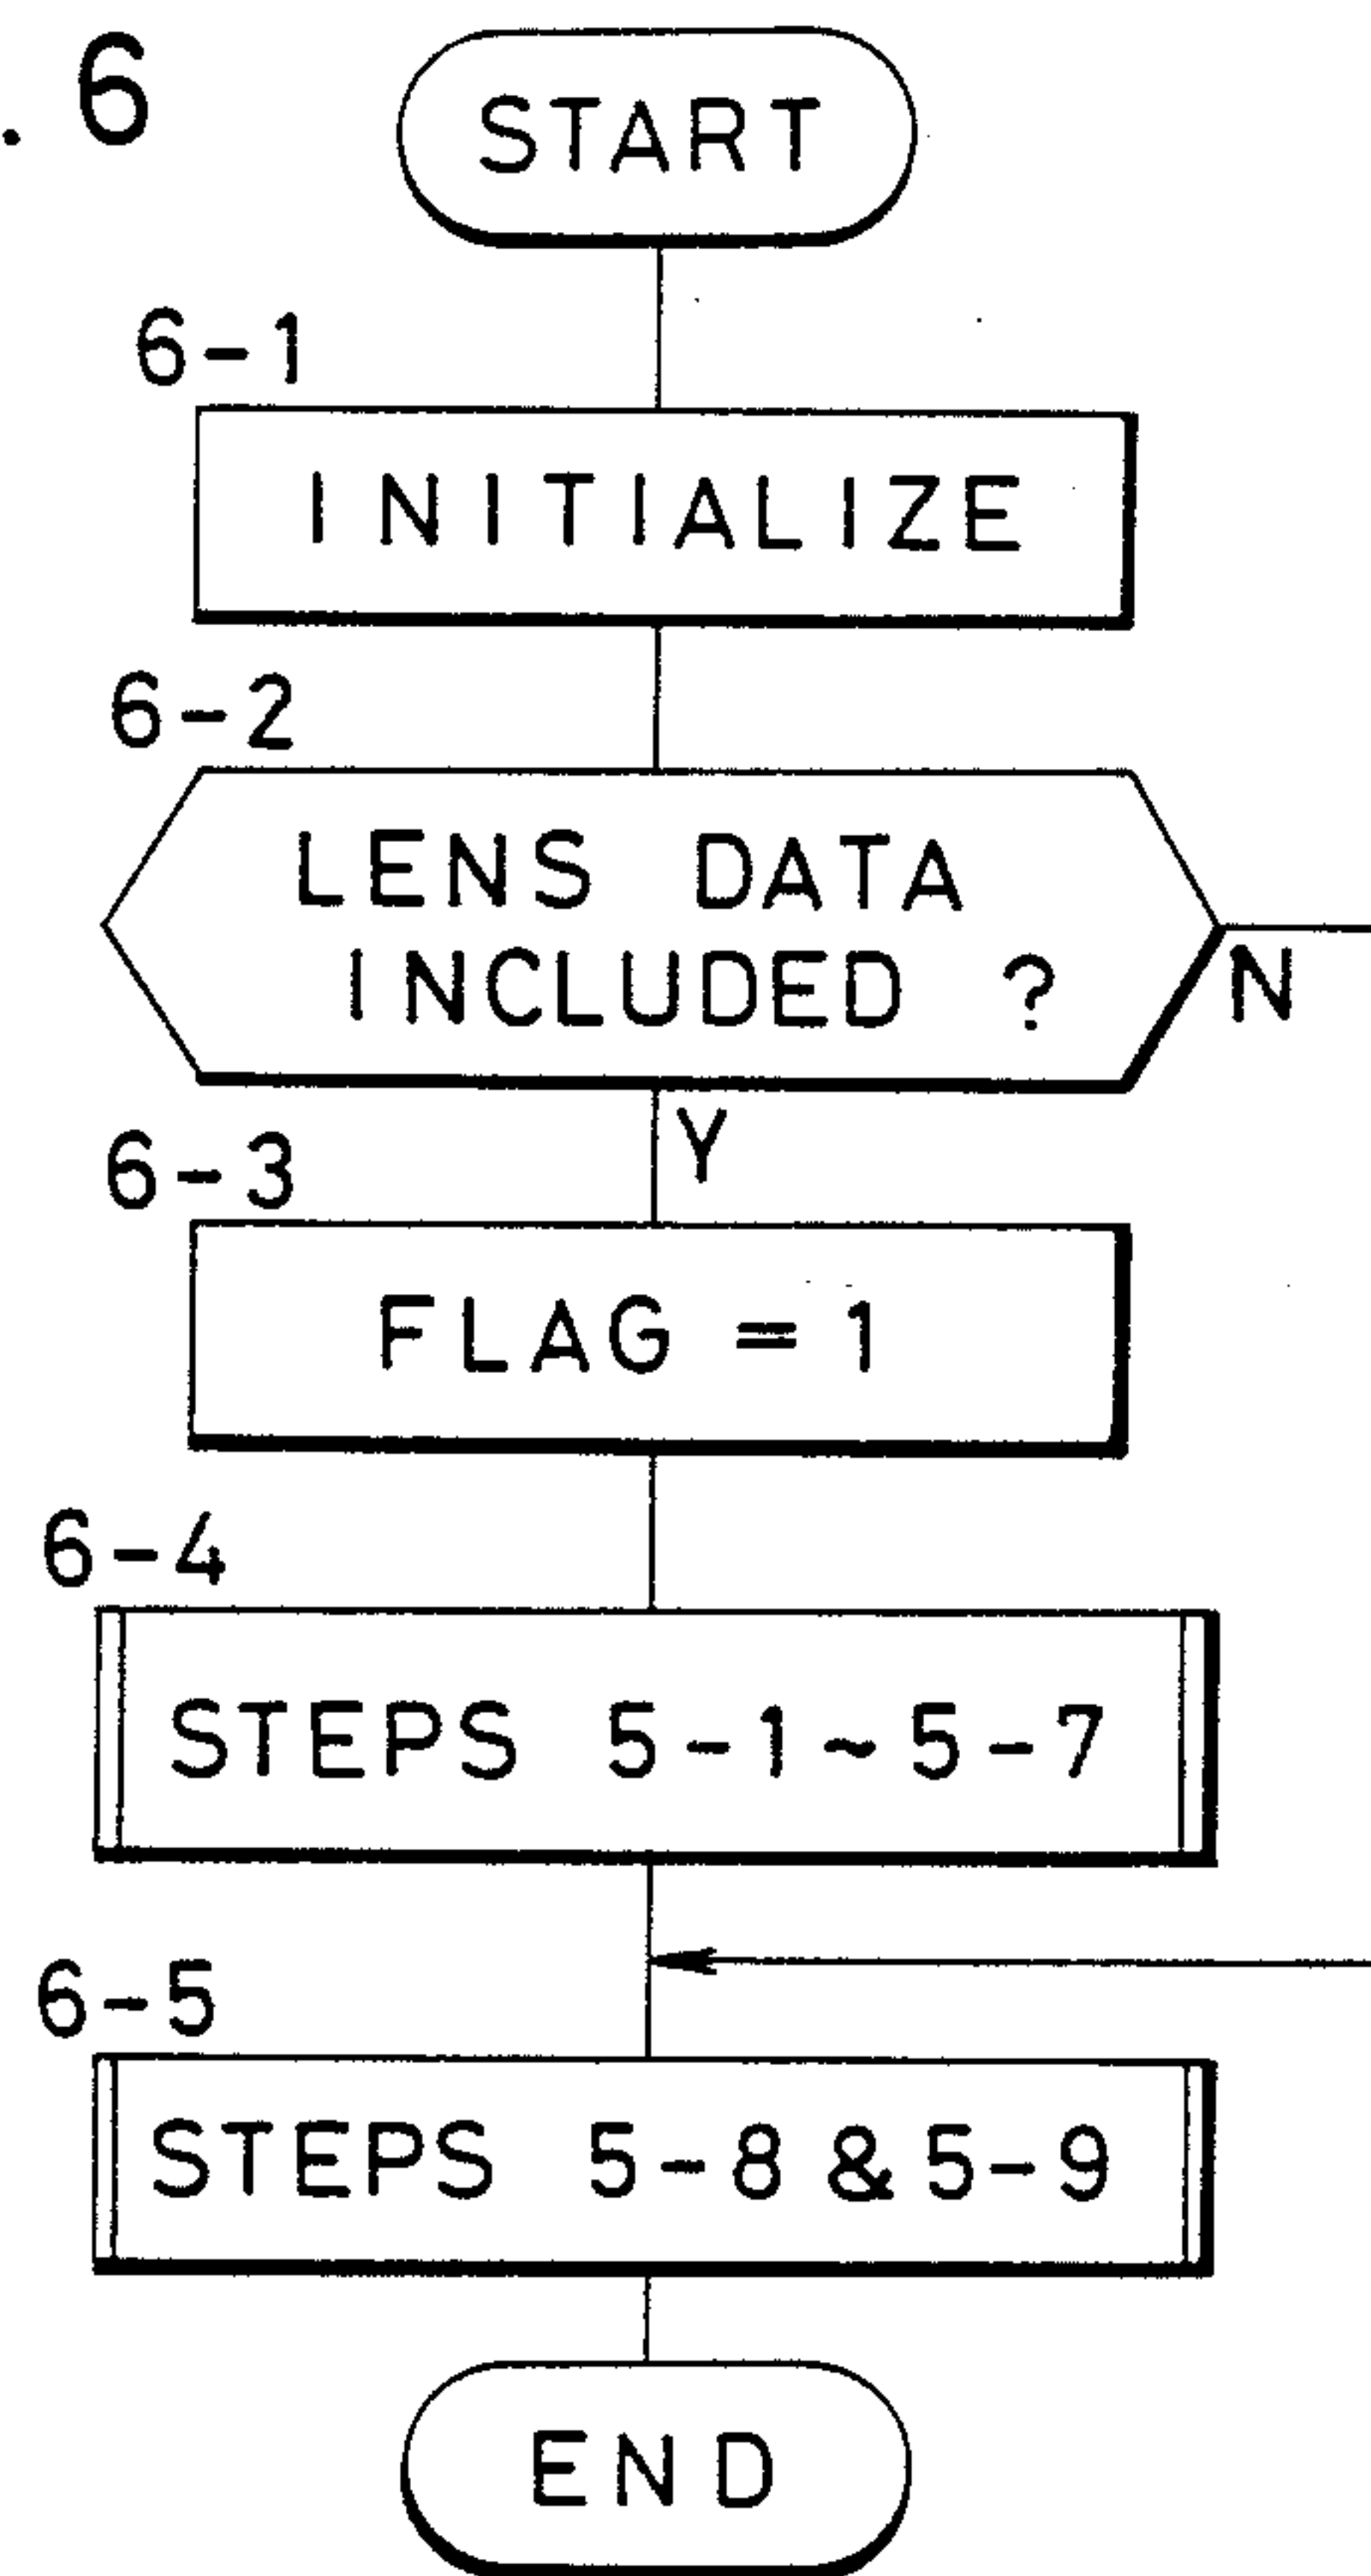 . 6
START
6-1
INITIALIZE
6-2
LENS DATA
INCLUDED ?
N
Y
6-3
FLAG = 1
6-4
STEPS 5-1~5-7
6-5
STEPS 5-8 & 5-9
END